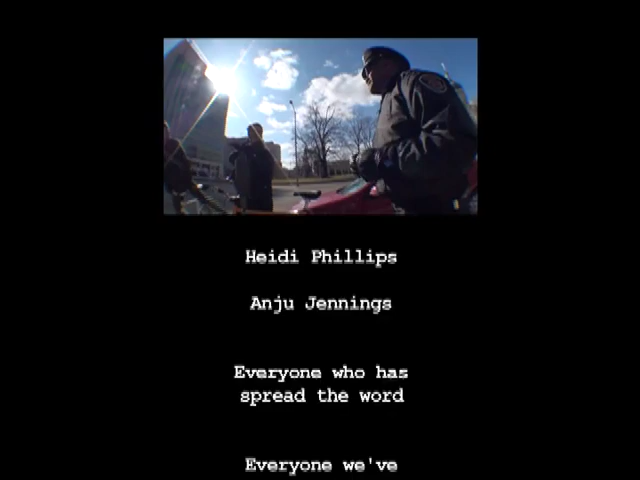 Heidi Phillips
Anju Jennings
Everyone who has
spread the word
Everyone we've